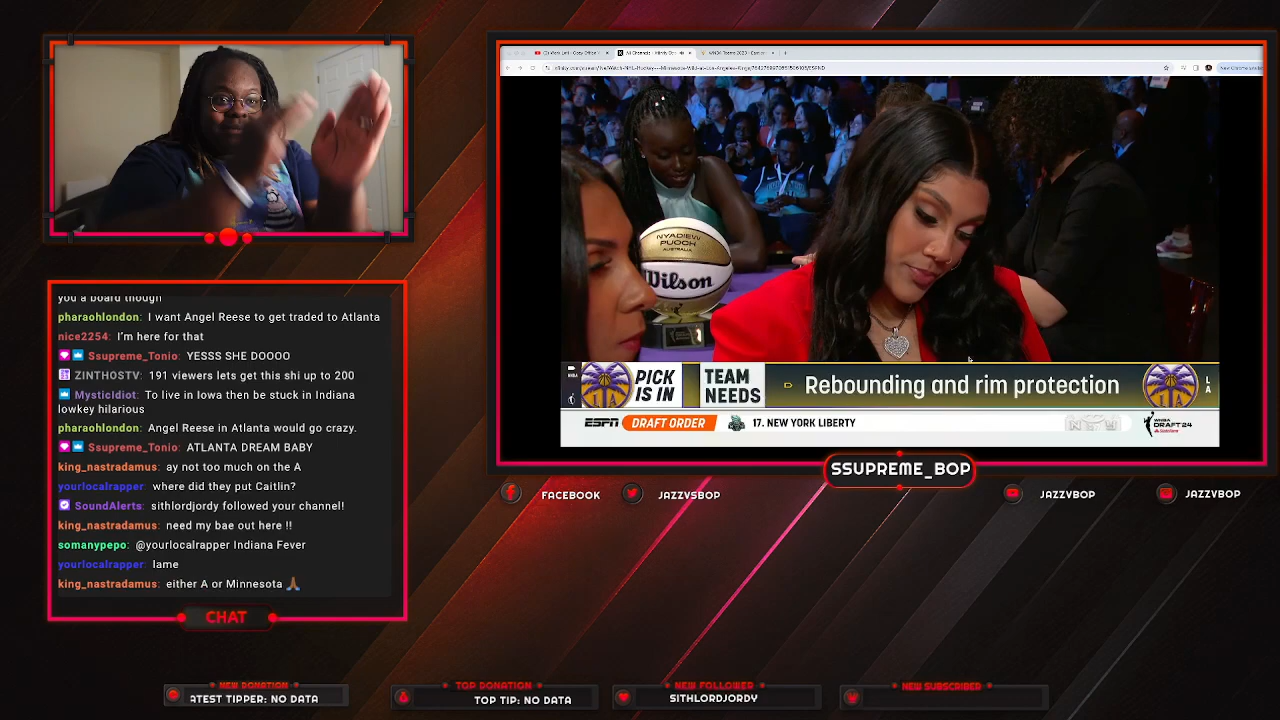 you a board though
pharaohlondon: I want Angel Reese to get traded to Atlanta
nice2254: I'm here for that
Ssupreme_Tonio: YESSS SHE DOOOO
ZINTHOSTV: 191 viewers lets get this shi up to 200
MysticIdiot: To live in Iowa then be stuck in Indiana
lowkey hilarious
pharaohlondon: Angel Reese in Atlanta would go crazy.
Ssupreme_Tonio: ATLANTA DREAM BABY
king_nastradamus: ay not too much on the A
yourlocalrapper: where did they put Caitlin?
SoundAlerts: sithlordjordy followed your channel!
king_nastradamus: need my bae out here !!
somanypepo: @yourlocalrapper Indiana Fever
yourlocalrapper: lame
king_nastradamus: either A or Minnesota 🙏🏾
CHAT
NYADIEW
PUOCH
AUSTRALIA
Wilson
PICK
IS IN
TEAM
NEEDS
Rebounding and rim protection
LA
ESPN
DRAFT ORDER
17. NEW YORK LIBERTY
WNBA
DRAFT 24
SSUPREME_BOP
FACEBOOK
JAZZVSBOP
JAZZVBOP
JAZZVBOP
NEW DONATION
ATEST TIPPER: NO DATA
TOP DONATION
TOP TIP: NO DATA
NEW FOLLOWER
SITHLORDJORDY
NEW SUBSCRIBER